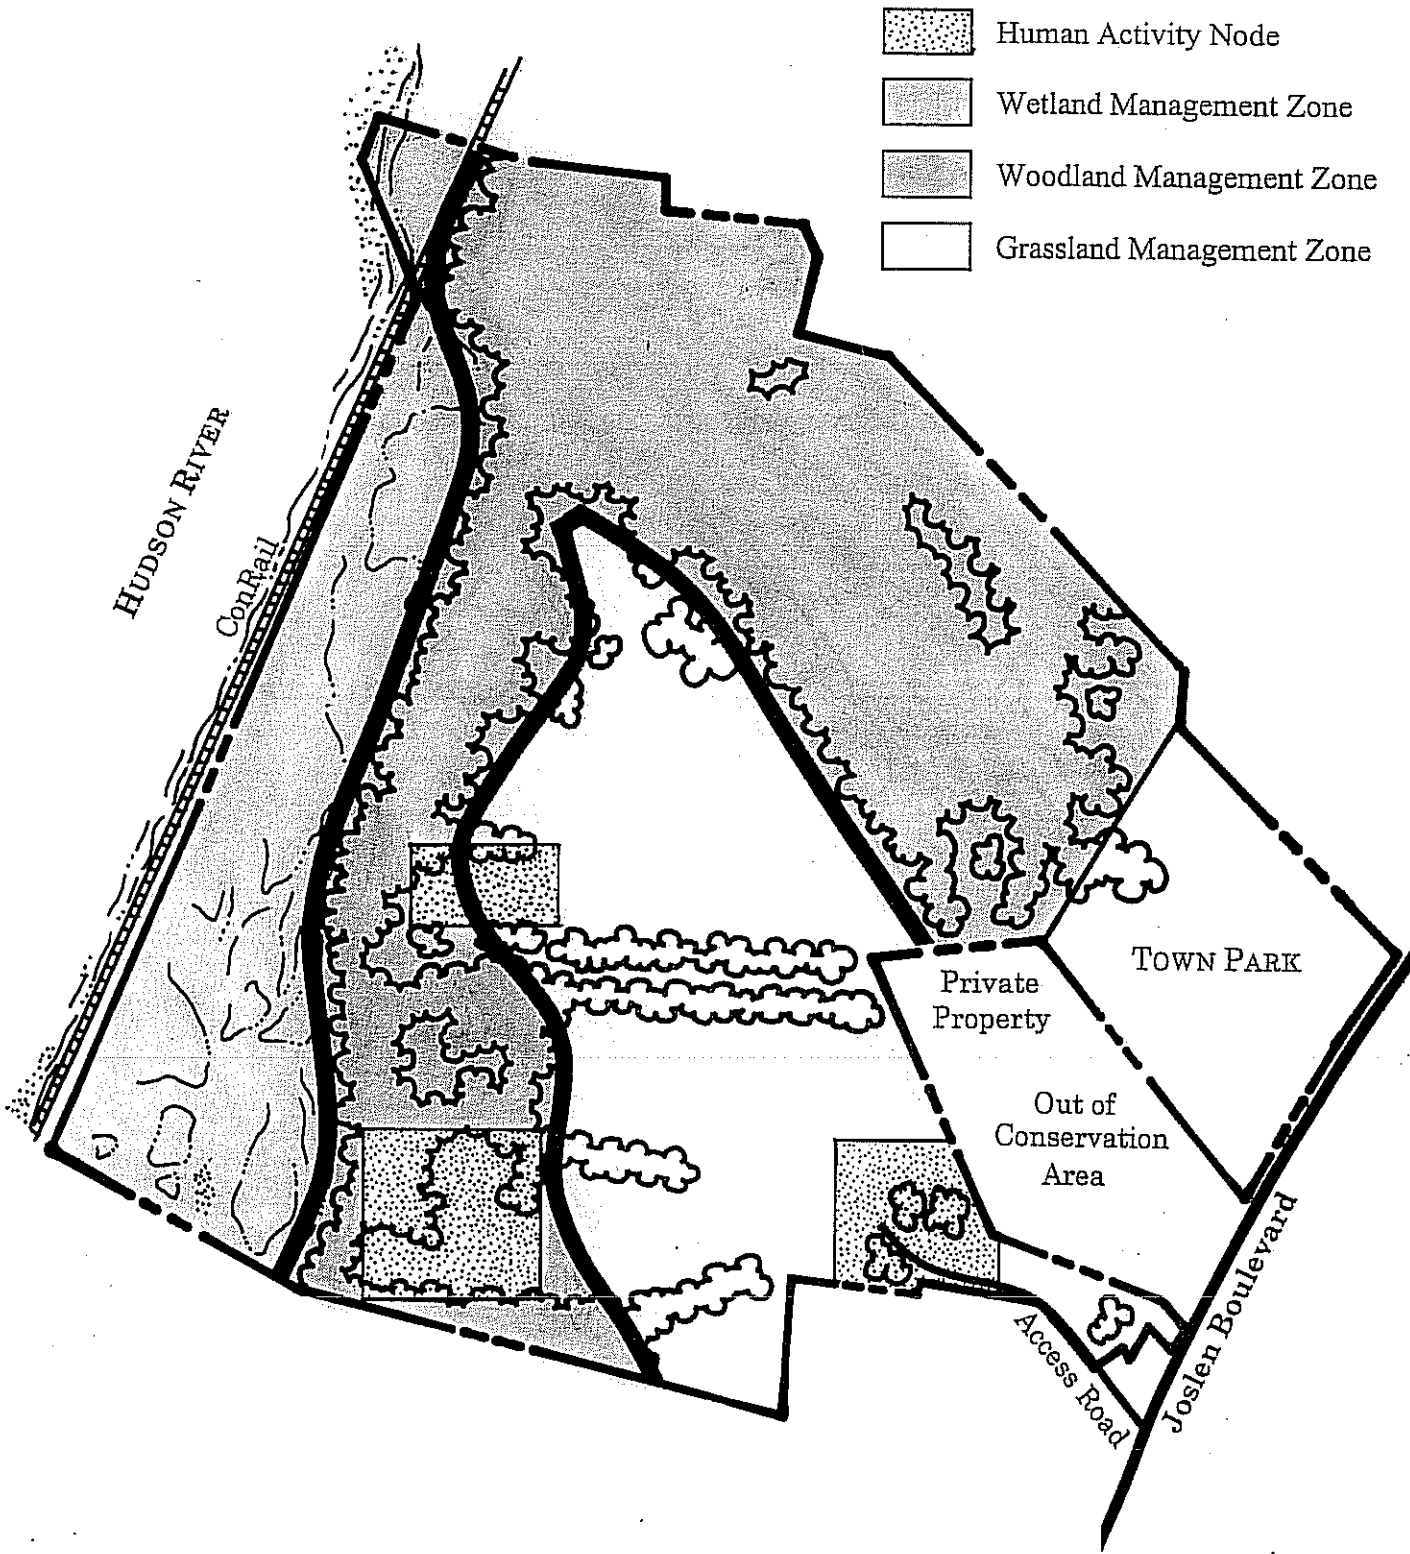 Human Activity Node
Wetland Management Zone
Woodland Management Zone
Grassland Management Zone
HUDSON RIVER
ConRail
TOWN PARK
Private
Property
Out of
Conservation
Area
Access Road
Joslen Boulevard